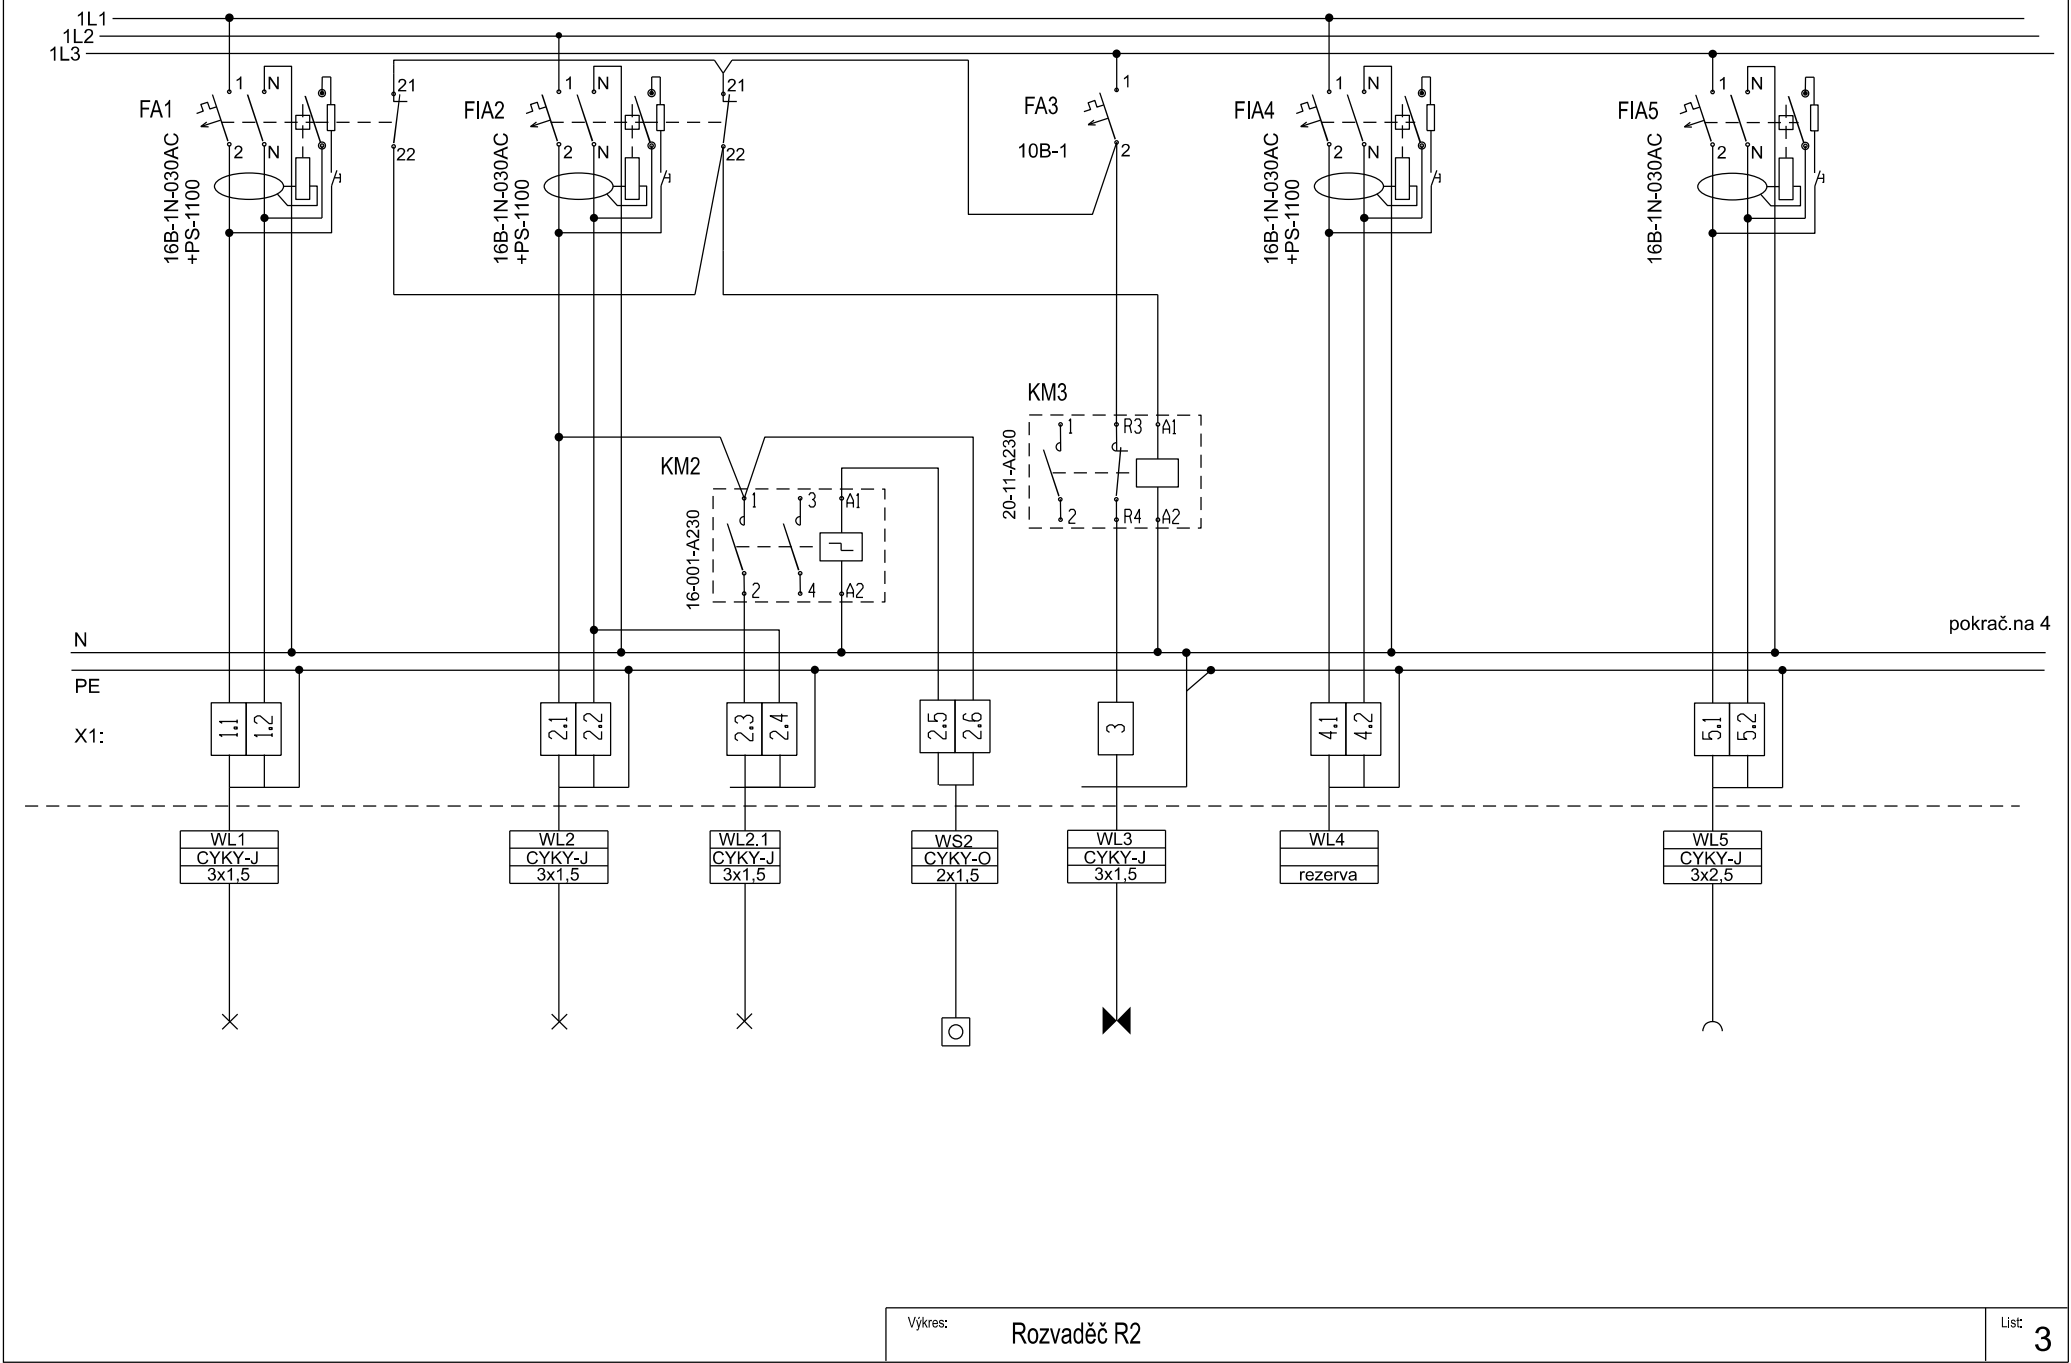 1L1
1L2
1L3
FA1
1
N
2
N
16B-1N-030AC
+PS-1100
21
22
FIA2
1
N
2
N
16B-1N-030AC
+PS-1100
21
22
FA3
10B-1
1
2
FIA4
1
N
2
N
16B-1N-030AC
+PS-1100
FIA5
1
N
2
N
16B-1N-030AC
KM3
20-11-A230
1
R3
A1
2
R4
A2
KM2
16-001-A230
1
3
A1
2
4
A2
N
pokrač.na 4
PE
X1:
1.1
1.2
2.1
2.2
2.3
2.4
2.5
2.6
3
4.1
4.2
5.1
5.2
WL1
CYKY-J
3x1,5
WL2
CYKY-J
3x1,5
WL2.1
CYKY-J
3x1,5
WS2
CYKY-O
2x1,5
WL3
CYKY-J
3x1,5
WL4
rezerva
WL5
CYKY-J
3x2,5
Výkres:
Rozvaděč R2
List:
3